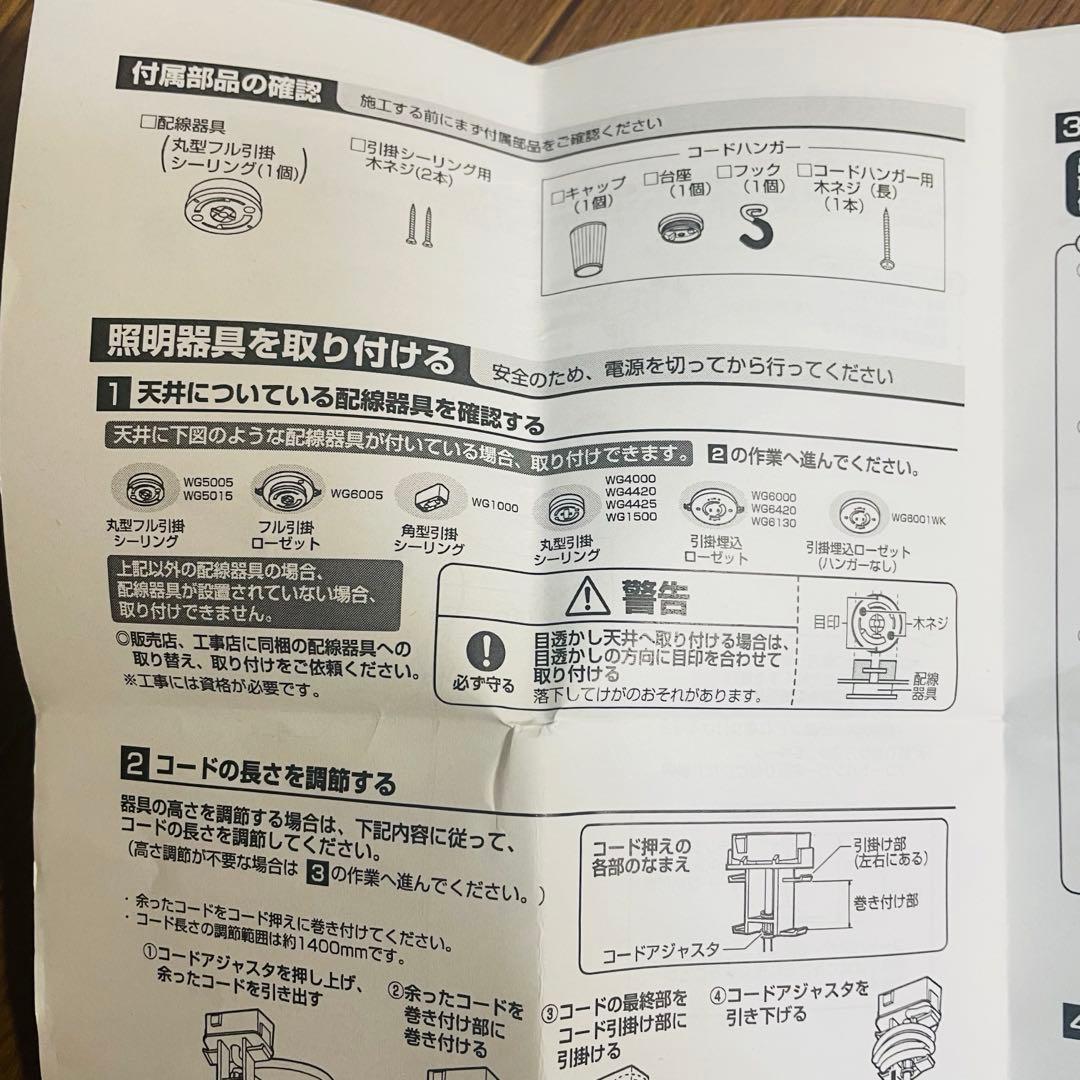 付属部品の確認
施工する前にまず付属部品をご確認ください
□配線器具
(丸型フル引掛
シーリング(1個))
□引掛シーリング用
木ネジ(2本)
コードハンガー
□キャップ
(1個)
□台座
(1個)
□フック
(1個)
□コードハンガー用
木ネジ(長)
(1本)
照明器具を取り付ける
安全のため、電源を切ってから行ってください
1 天井についている配線器具を確認する
天井に下図のような配線器具が付いている場合、取り付けできます。 2の作業へ進んでください。
WG5005
WG5015
丸型フル引掛
シーリング
WG6005
フル引掛
ローゼット
WG1000
角型引掛
シーリング
WG4000
WG4420
WG4425
WG1500
丸型引掛
シーリング
WG6000
WG6420
WG6130
引掛埋込
ローゼット
WG6001WK
引掛埋込ローゼット
(ハンガーなし)
上記以外の配線器具の場合、
配線器具が設置されていない場合、
取り付けできません。
◎販売店、工事店に同梱の配線器具への
取り替え、取り付けをご依頼ください。
※工事には資格が必要です。
警告
必ず守る
目透かし天井へ取り付ける場合は、
目透かしの方向に目印を合わせて
取り付ける
落下してけがのおそれがあります。
目印
木ネジ
配線
器具
2 コードの長さを調節する
器具の高さを調節する場合は、下記内容に従って、
コードの長さを調節してください。
(高さ調節が不要な場合は 3 の作業へ進んでください。)
・余ったコードをコード押えに巻き付けてください。
・コード長さの調節範囲は約1400mmです。
コード押えの
各部のなまえ
引掛け部
(左右にある)
巻き付け部
コードアジャスタ
①コードアジャスタを押し上げ、
余ったコードを引き出す
②余ったコードを
巻き付け部に
巻き付ける
③コードの最終部を
コード引掛け部に
引掛ける
④コードアジャスタを
引き下げる
3